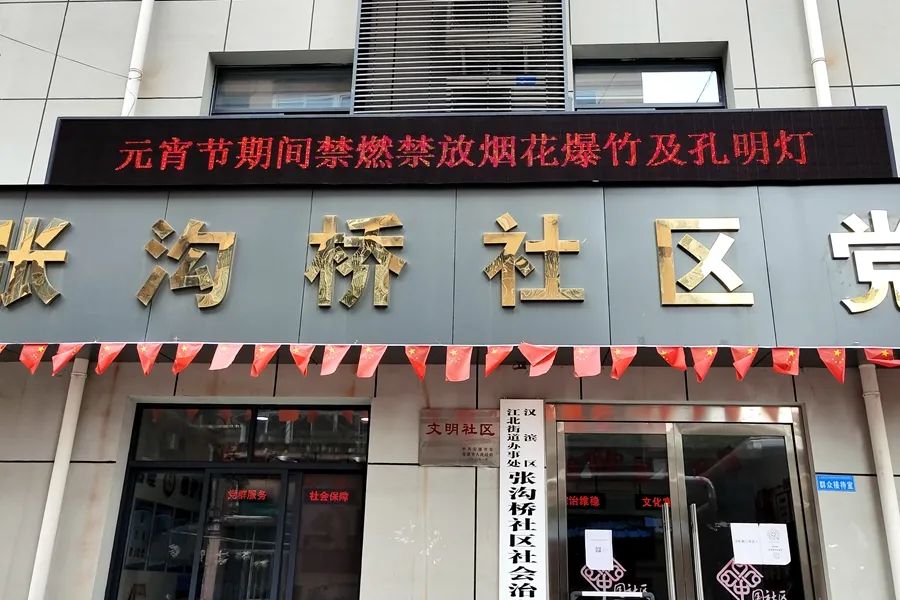 元宵节期间禁燃禁放烟花爆竹及孔明灯
张沟桥社区党
文明社区
汉滨区
江北街道办事处
张沟桥社区社会治
党群服务
社会保障
治维稳
文化
群众接待室